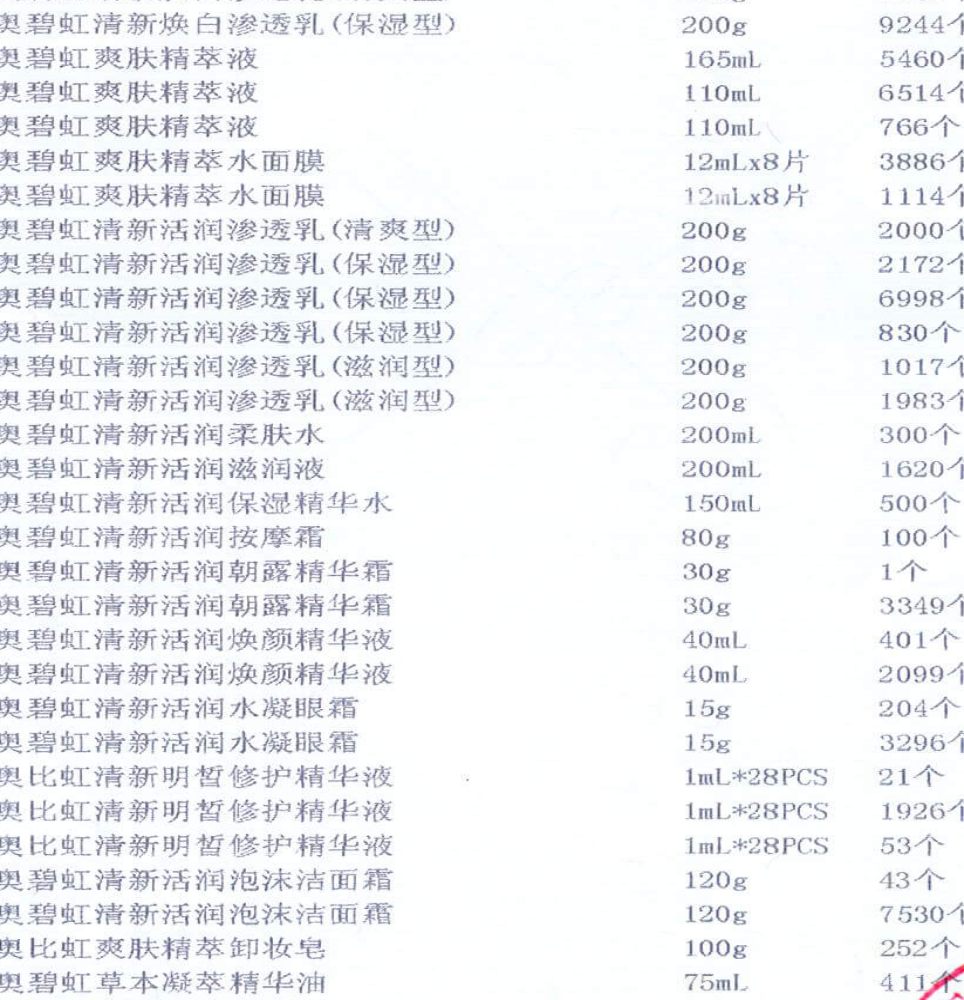 奥碧虹清新焕白渗透乳(保湿型) 200g 9244个
奥碧虹爽肤精萃液 165mL 5460个
奥碧虹爽肤精萃液 110mL 6514个
奥碧虹爽肤精萃液 110mL 766个
奥碧虹爽肤精萃水面膜 12mLx8片 3886个
奥碧虹爽肤精萃水面膜 12mLx8片 1114个
奥碧虹清新活润渗透乳(清爽型) 200g 2000个
奥碧虹清新活润渗透乳(保湿型) 200g 2172个
奥碧虹清新活润渗透乳(保湿型) 200g 6998个
奥碧虹清新活润渗透乳(保湿型) 200g 830个
奥碧虹清新活润渗透乳(滋润型) 200g 1017个
奥碧虹清新活润渗透乳(滋润型) 200g 1983个
奥碧虹清新活润柔肤水 200mL 300个
奥碧虹清新活润滋润液 200mL 1620个
奥碧虹清新活润保湿精华水 150mL 500个
奥碧虹清新活润按摩霜 80g 100个
奥碧虹清新活润朝露精华霜 30g 1个
奥碧虹清新活润朝露精华霜 30g 3349个
奥碧虹清新活润焕颜精华液 40mL 401个
奥碧虹清新活润焕颜精华液 40mL 2099个
奥碧虹清新活润水凝眼霜 15g 204个
奥碧虹清新活润水凝眼霜 15g 3296个
奥比虹清新明皙修护精华液 1mL*28PCS 21个
奥比虹清新明皙修护精华液 1mL*28PCS 1926个
奥比虹清新明皙修护精华液 1mL*28PCS 53个
奥碧虹清新活润泡沫洁面霜 120g 43个
奥碧虹清新活润泡沫洁面霜 120g 7530个
奥比虹爽肤精萃卸妆皂 100g 252个
奥碧虹草本凝萃精华油 75mL 411个